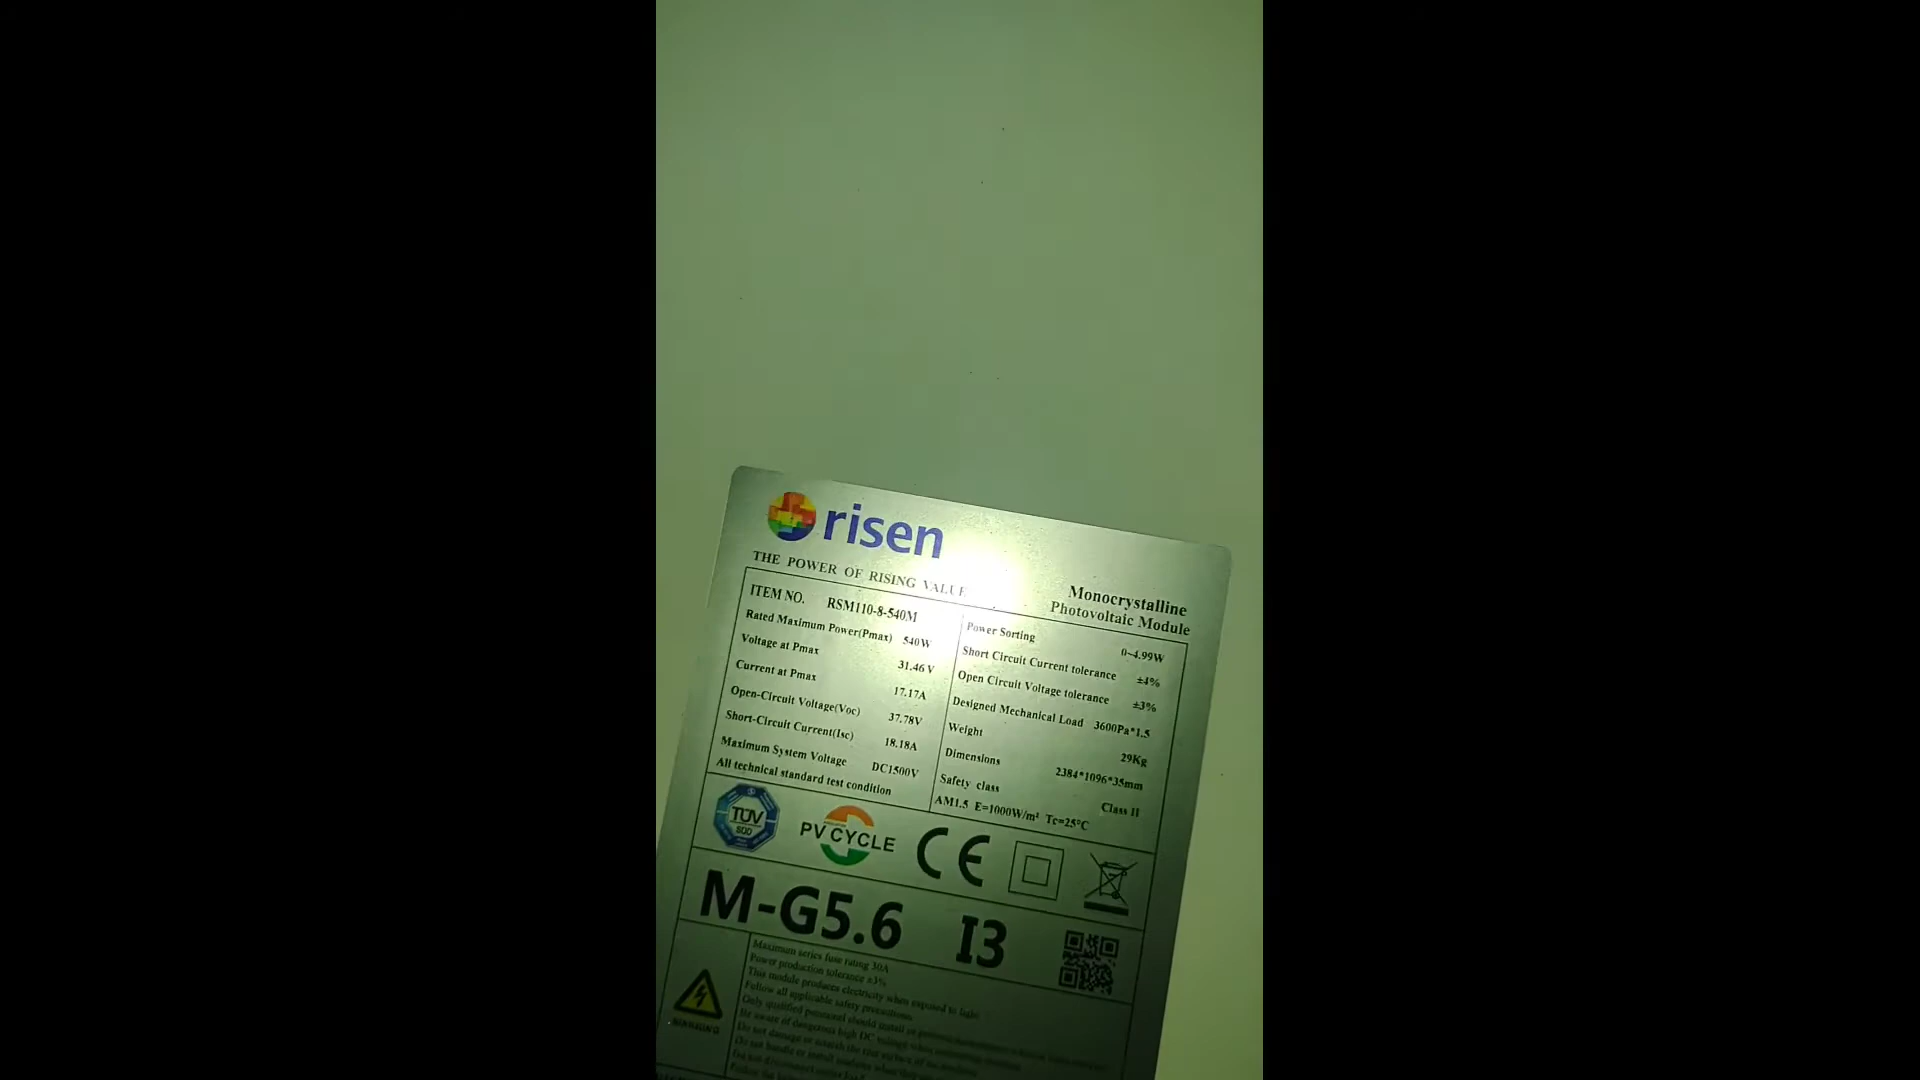 risen
THE POWER OF RISING VALUE
Monocrystalline
Photovoltaic Module
ITEM NO. RSM110-8-540M
Rated Maximum Power(Pmax) 540W
Voltage at Pmax 31.46 V
Current at Pmax 17.17A
Open-Circuit Voltage(Voc) 37.78V
Short-Circuit Current(Isc) 18.18A
Maximum System Voltage DC1500V
All technical standard test condition
Power Sorting 0~4.99W
Short Circuit Current tolerance ±4%
Open Circuit Voltage tolerance ±3%
Designed Mechanical Load 3600Pa*1.5
Weight 29Kg
Dimensions 2384*1096*35mm
Safety class Class II
AM1.5 E=1000W/m² Tc=25°C
TÜV
SÜD
PV CYCLE
CE
M-G5.6 I3
Maximum series fuse rating 30A
Power production tolerance ±3%
This module produces electricity when exposed to light
Follow all applicable safety precautions
Only qualified personnel should install or
Be aware of dangerous high DC voltage when
Do not damage or scratch the rear surface of the module
Do not handle or install modules when they are
WARNING